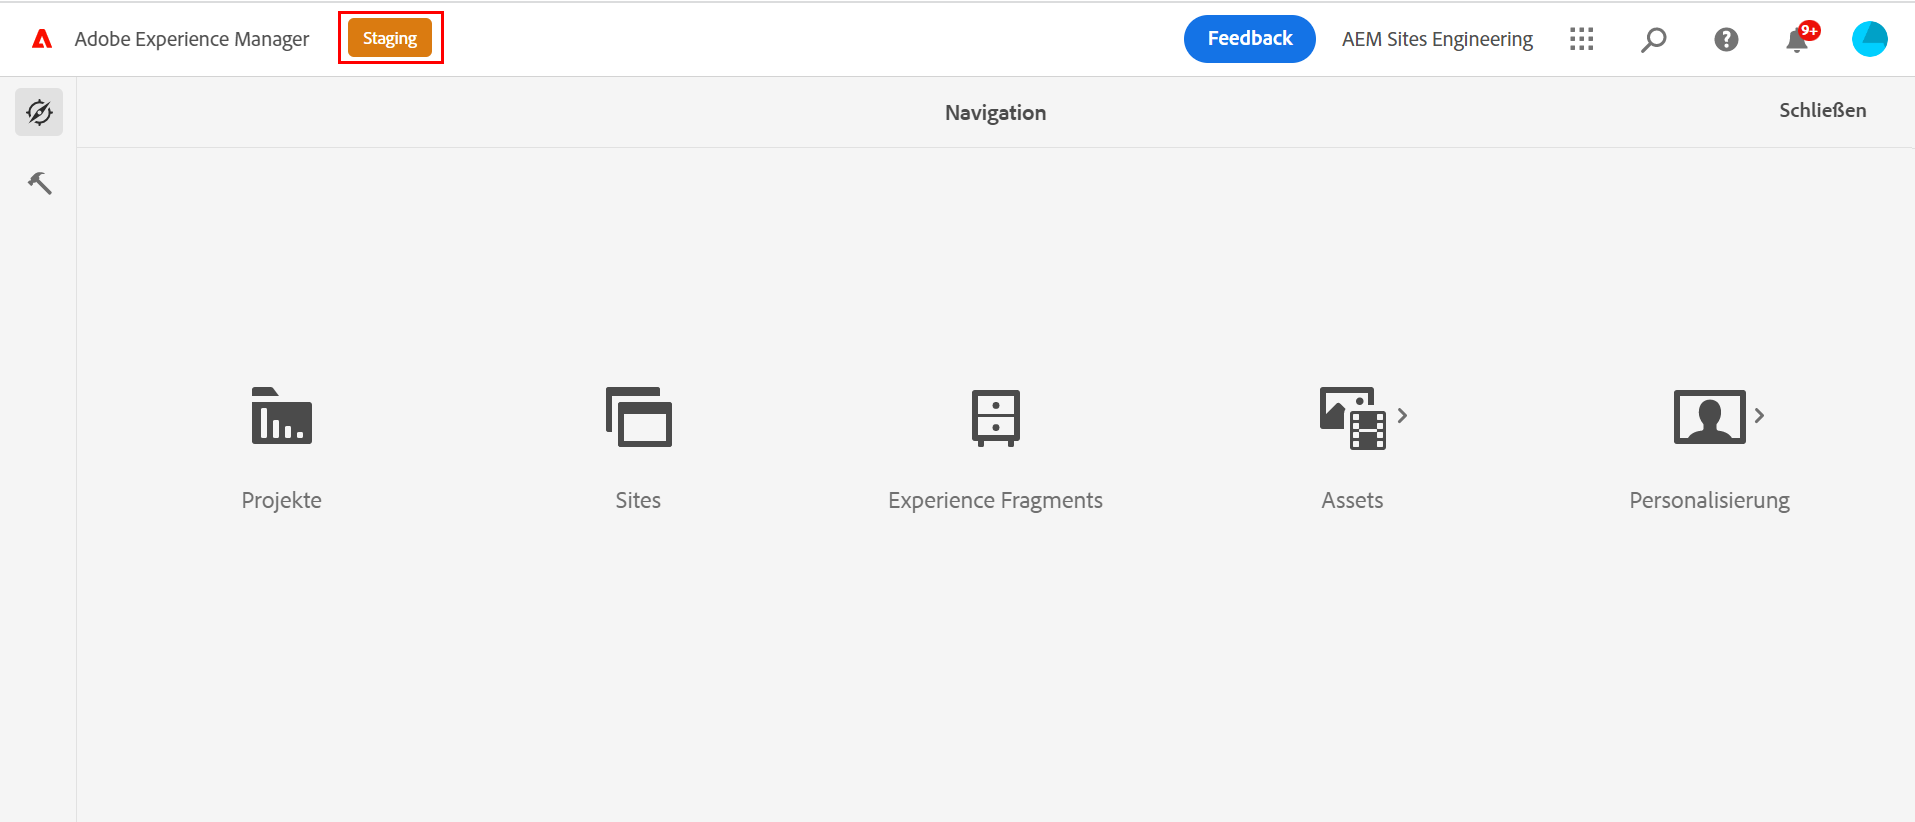 Adobe Experience Manager
Staging
Feedback
AEM Sites Engineering
?
9+
Navigation
Schließen
Projekte
Sites
Experience Fragments
Assets
Personalisierung